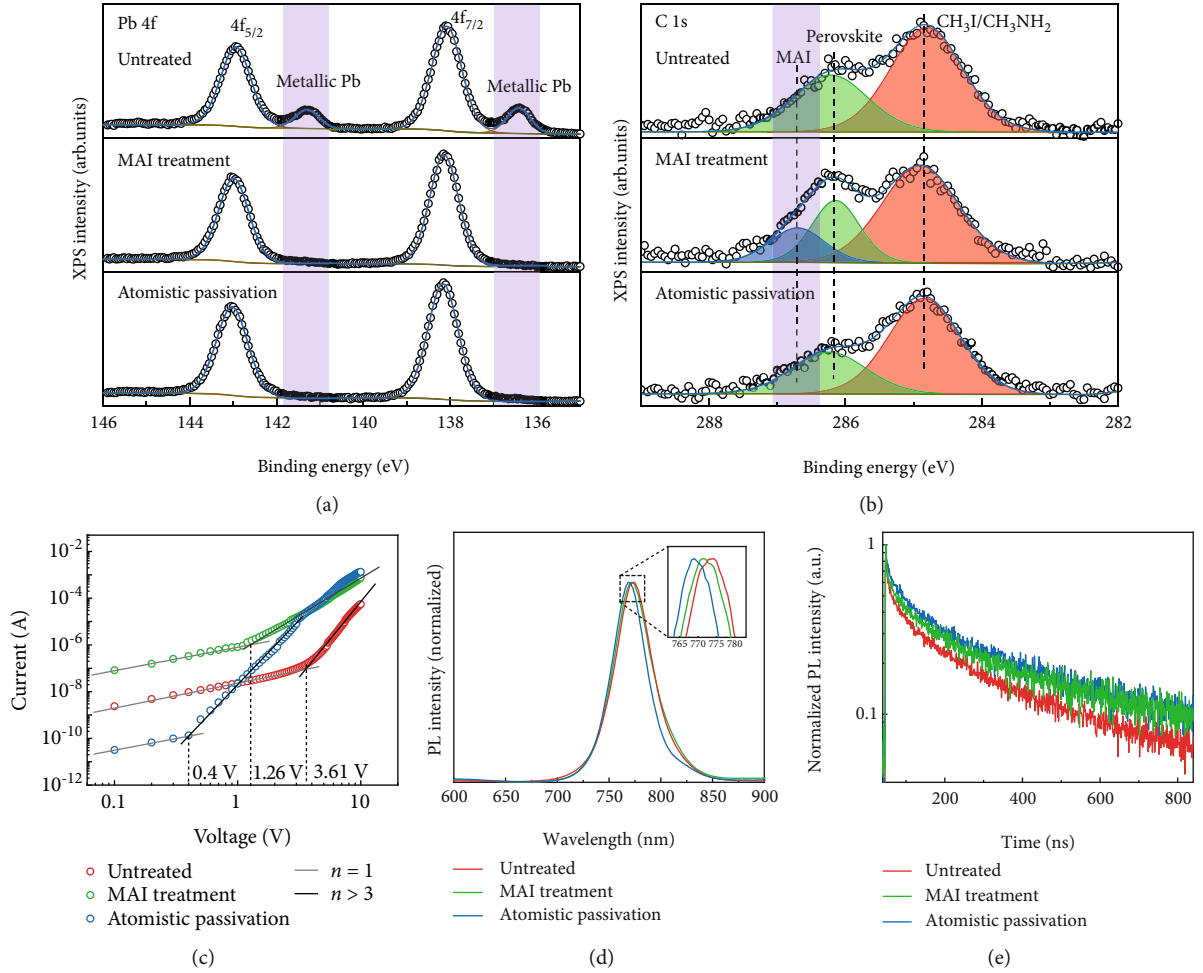 Pb 4f
4f5/2
4f7/2
Untreated
Metallic Pb
Metallic Pb
MAI treatment
Atomistic passivation
XPS intensity (arb.units)
146
144
142
140
138
136
Binding energy (eV)
(a)
C 1s
CH3I/CH3NH2
Perovskite
Untreated
MAI
MAI treatment
Atomistic passivation
XPS intensity (arb.units)
288
286
284
282
Binding energy (eV)
(b)
10-2
10-4
10-6
10-8
10-10
10-12
Current (A)
0.4 V
1.26 V
3.61 V
0.1
1
10
Voltage (V)
Untreated
MAI treatment
Atomistic passivation
n = 1
n > 3
(c)
PL intensity (normalized)
765 770 775 780
600
650
700
750
800
850
900
Wavelength (nm)
Untreated
MAI treatment
Atomistic passivation
(d)
Normalized PL intensity (a.u.)
1
0.1
200
400
600
800
Time (ns)
Untreated
MAI treatment
Atomistic passivation
(e)